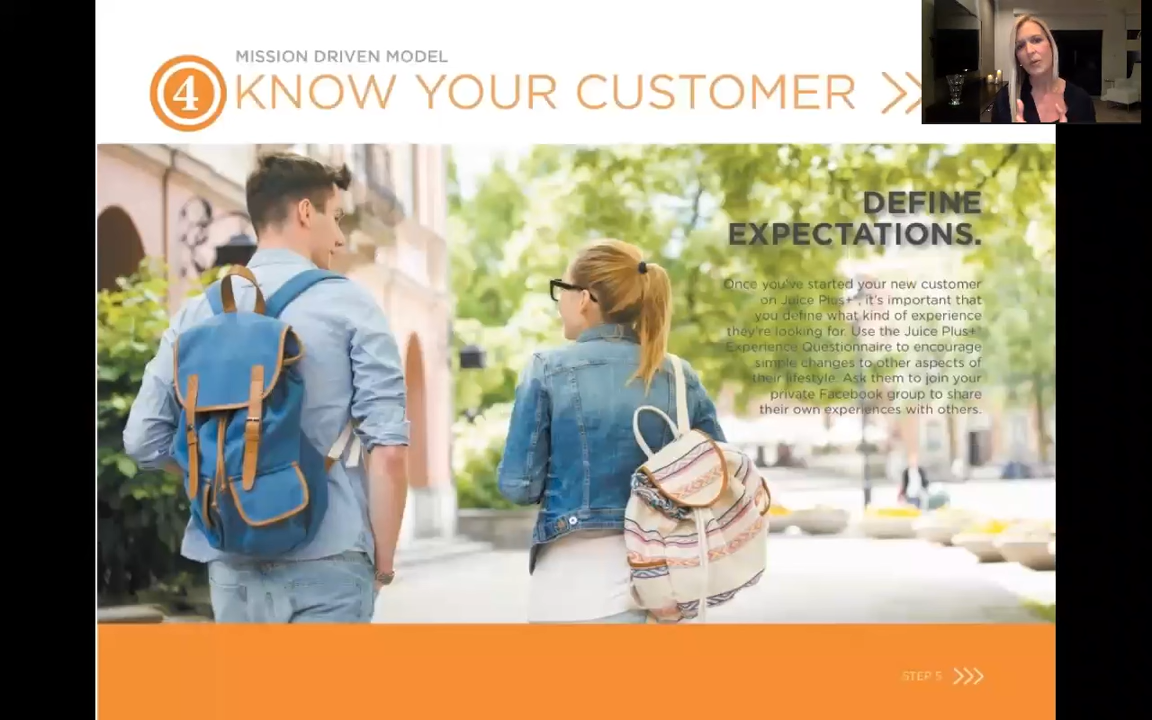 MISSION DRIVEN MODEL
4
KNOW YOUR CUSTOMER
DEFINE
EXPECTATIONS.
Once you've started your new customer
on Juice Plus+®, it's important that
you define what kind of experience
they're looking for. Use the Juice Plus+®
Experience Questionnaire to encourage
simple changes to other aspects of
their lifestyle. Ask them to join your
private Facebook group to share
their own experiences with others.
STEP 5